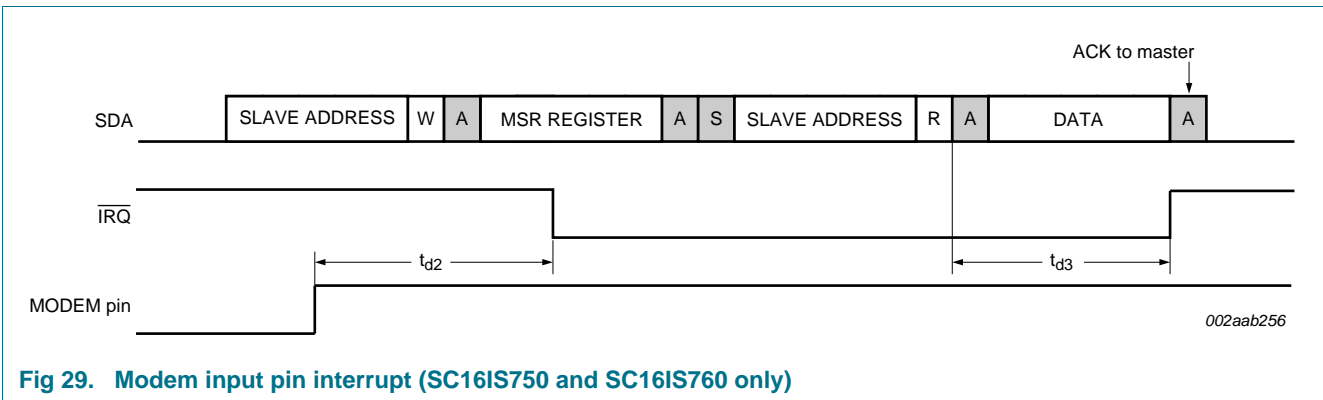 ACK to master
SDA SLAVE ADDRESS W A MSR REGISTER A S SLAVE ADDRESS R A DATA A
IRQ
td2 td3
MODEM pin
002aab256
Fig 29. Modem input pin interrupt (SC16IS750 and SC16IS760 only)